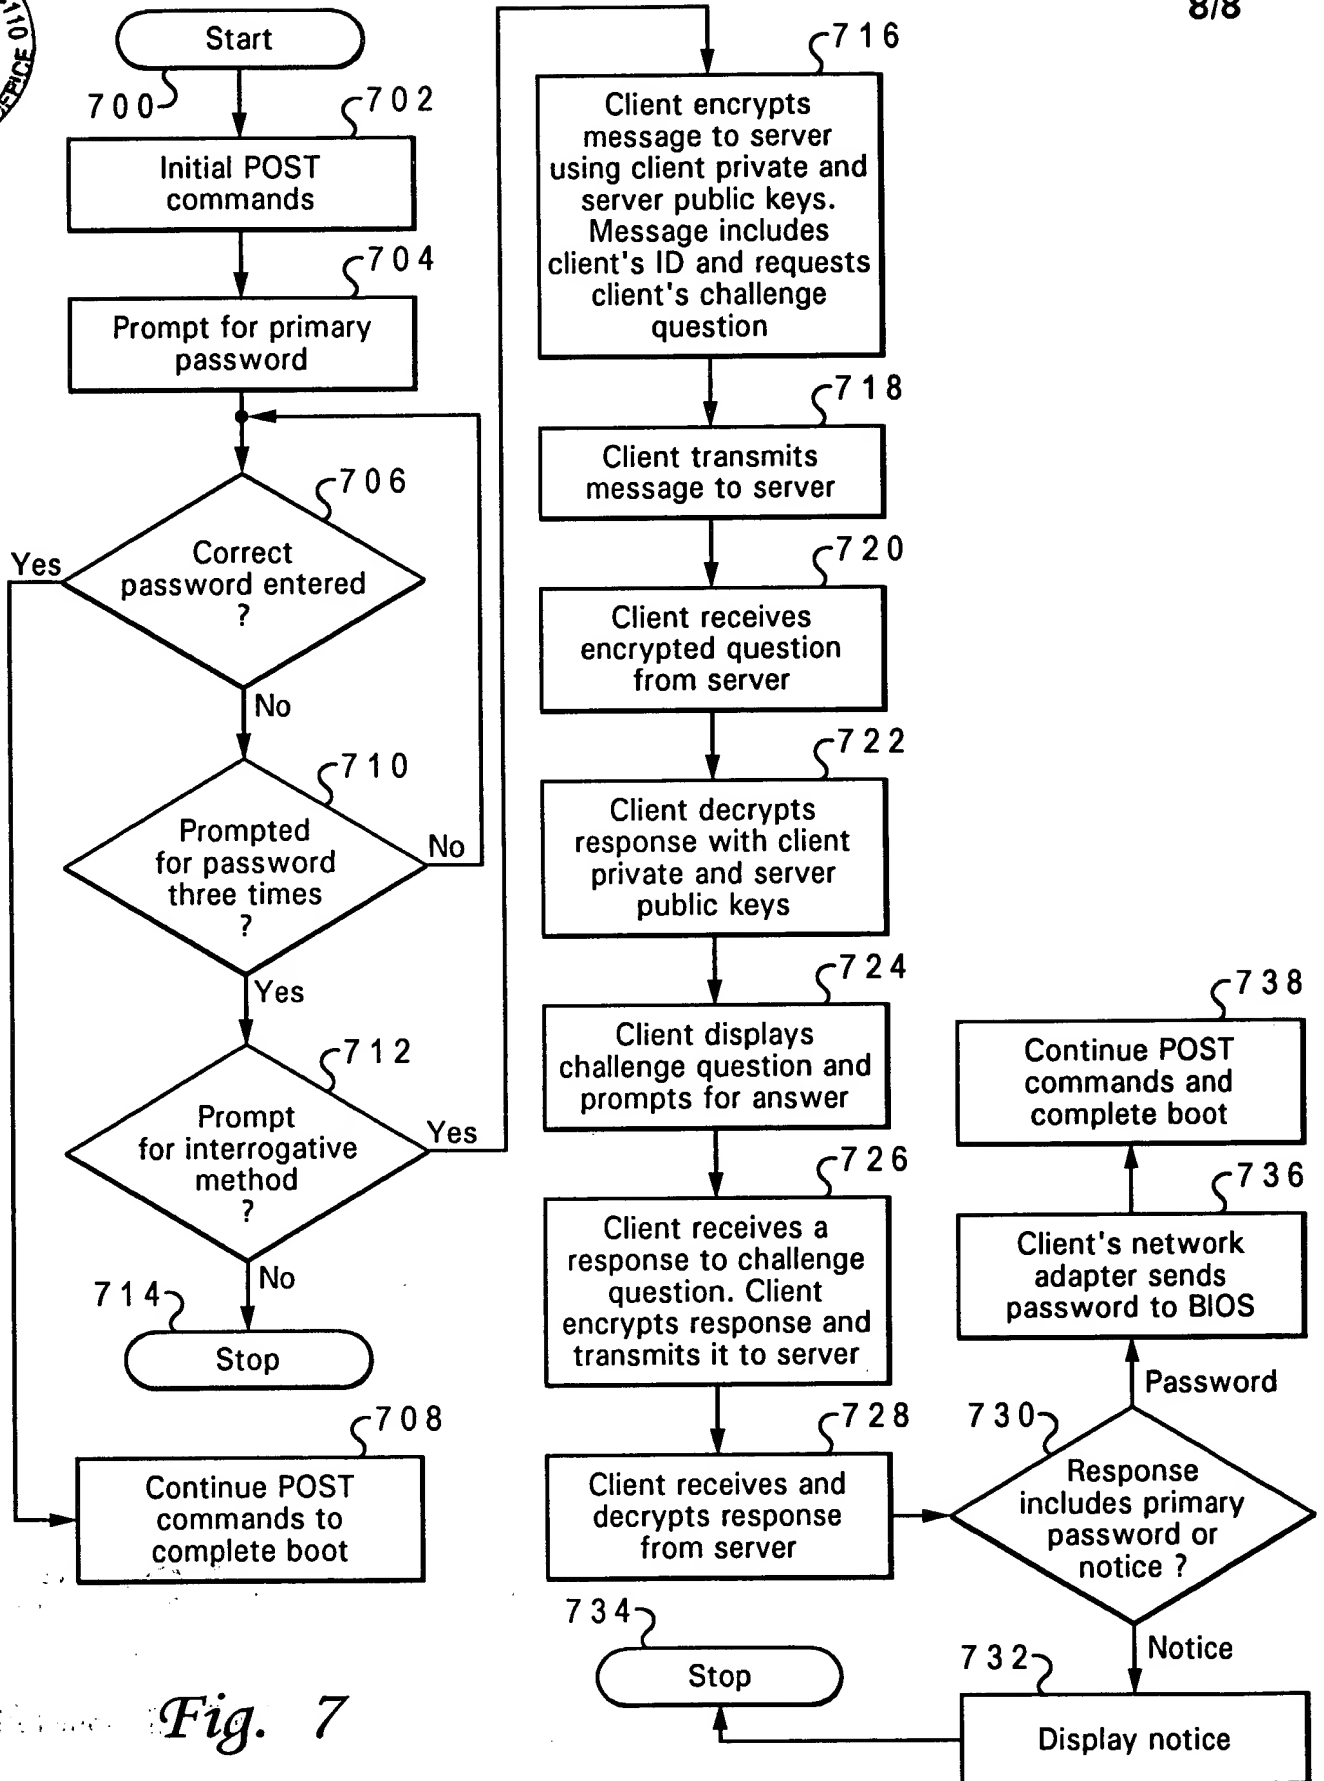 110
OFFICE
8/8
Start
700
702
Initial POST
commands
704
Prompt for primary
password
706
Correct
password entered
?
Yes
No
710
Prompted
for password
three times
?
No
Yes
712
Prompt
for interrogative
method
?
Yes
No
714
Stop
708
Continue POST
commands to
complete boot
716
Client encrypts
message to server
using client private and
server public keys.
Message includes
client's ID and requests
client's challenge
question
718
Client transmits
message to server
720
Client receives
encrypted question
from server
722
Client decrypts
response with client
private and server
public keys
724
Client displays
challenge question and
prompts for answer
726
Client receives a
response to challenge
question. Client
encrypts response and
transmits it to server
728
Client receives and
decrypts response
from server
730
Response
includes primary
password or
notice ?
Password
736
Client's network
adapter sends
password to BIOS
738
Continue POST
commands and
complete boot
Notice
732
Display notice
734
Stop
Fig. 7